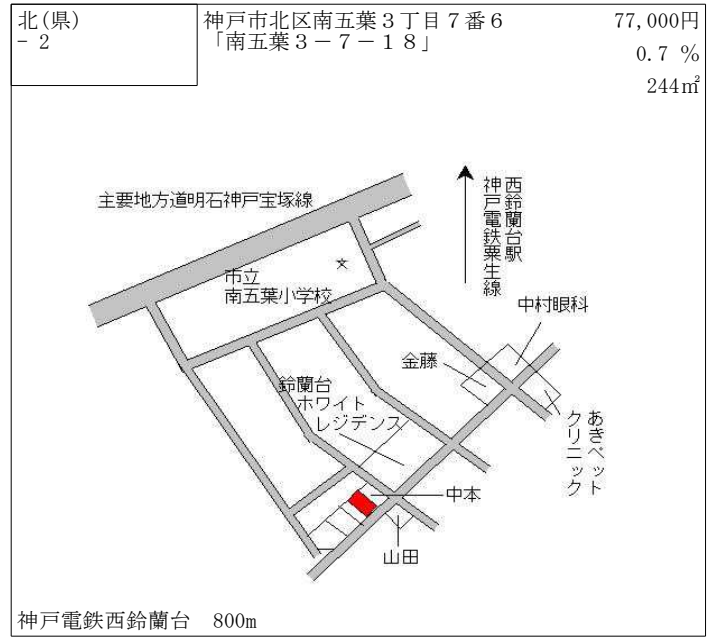 北(県)
- 2
神戸市北区南五葉３丁目７番６
「南五葉３－７－１８」
77,000円
0.7 %
244㎡
主要地方道明石神戸宝塚線
西鈴蘭台駅
神戸電鉄粟生線
市立
南五葉小学校
文
中村眼科
金藤
鈴蘭台
ホワイト
レジデンス
あきペット
クリニック
中本
山田
神戸電鉄西鈴蘭台　800m